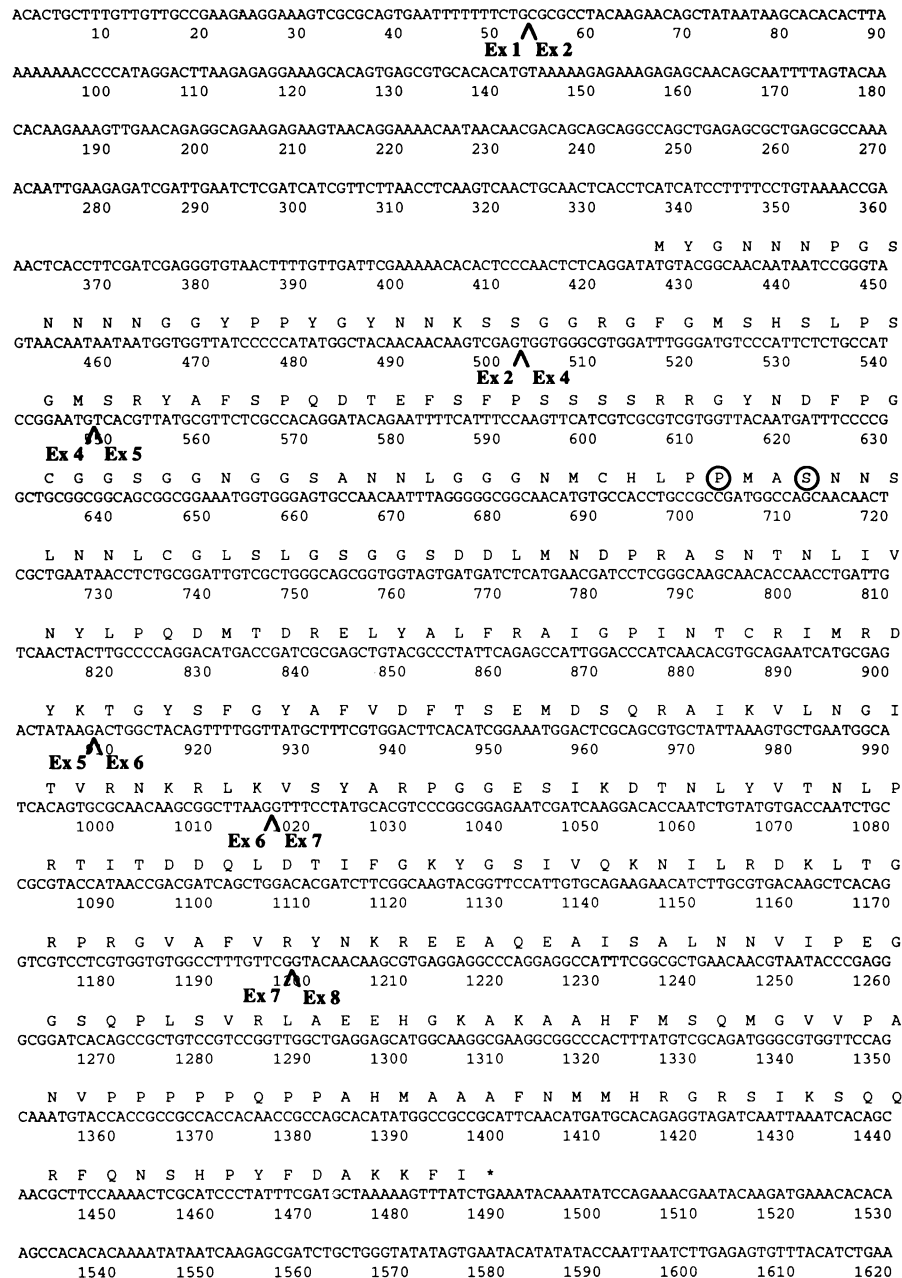 ACACTGCTTTGTTGTTGCCGAAGAAGGAAAGTCGCGCAGTGAATTTTTTTCTGCGCGCCTACAAGAACAGCTATAATAAGCACACACTTA
10 20 30 40 50 60 70 80 90
Ex 1 Ex 2
AAAAAAACCCCATAGGACTTAAGAGAGGAAAGCACAGTGAGCGTGCACACATGTAAAAAGAGAAAGAGAGCAACAGCAATTTTAGTACAA
100 110 120 130 140 150 160 170 180
CACAAGAAAGTTGAACAGAGGCAGAAGAGAAGTAACAGGAAAACAATAACAACGACAGCAGCAGGCCAGCTGAGAGCGCTGAGCGCCAAA
190 200 210 220 230 240 250 260 270
ACAATTGAAGAGATCGATTGAATCTCGATCATCGTTCTTAACCTCAAGTCAACTGCAACTCACCTCATCATCCTTTTCCTGTAAAACCGA
280 290 300 310 320 330 340 350 360
M Y G N N N P G S
AACTCACCTTCGATCGAGGGTGTAACTTTTGTTGATTCGAAAAACACACTCCCAACTCTCAGGATATGTACGGCAACAATAATCCGGGTA
370 380 390 400 410 420 430 440 450
N N N N G G Y P P Y G Y N N K S S G G R G F G M S H S L P S
GTAACAATAATAATGGTGGTTATCCCCCATATGGCTACAACAACAAGTCGAGTGGTGGGCGTGGATTTGGGATGTCCCATTCTCTGCCAT
460 470 480 490 500 510 520 530 540
Ex 2 Ex 4
G M S R Y A F S P Q D T E F S F P S S S S R R G Y N D F P G
CCGGAATGTCACGTTATGCGTTCTCGCCACAGGATACAGAATTTTCATTTCCAAGTTCATCGTCGCGTCGTGGTTACAATGATTTCCCCG
550 560 570 580 590 600 610 620 630
Ex 4 Ex 5
C G G S G G N G G S A N N L G G G N M C H L P P M A S N N S
GCTGCGGCGGCAGCGGCGGAAATGGTGGGAGTGCCAACAATTTAGGGGGCGGCAACATGTGCCACCTGCCGCCGATGGCCAGCAACAACT
640 650 660 670 680 690 700 710 720
L N N L C G L S L G S G G S D D L M N D P R A S N T N L I V
CGCTGAATAACCTCTGCGGATTGTCGCTGGGCAGCGGTGGTAGTGATGATCTCATGAACGATCCTCGGGCAAGCAACACCAACCTGATTG
730 740 750 760 770 780 790 800 810
N Y L P Q D M T D R E L Y A L F R A I G P I N T C R I M R D
TCAACTACTTGCCCCAGGACATGACCGATCGCGAGCTGTACGCCCTATTCAGAGCCATTGGACCCATCAACACGTGCAGAATCATGCGAG
820 830 840 850 860 870 880 890 900
Y K T G Y S F G Y A F V D F T S E M D S Q R A I K V L N G I
ACTATAAGACTGGCTACAGTTTTGGTTATGCTTTCGTGGACTTCACATCGGAAATGGACTCGCAGCGTGCTATTAAAGTGCTGAATGGCA
910 920 930 940 950 960 970 980 990
Ex 5 Ex 6
T V R N K R L K V S Y A R P G G E S I K D T N L Y V T N L P
TCACAGTGCGCAACAAGCGGCTTAAGGTTTCCTATGCACGTCCCGGCGGAGAATCGATCAAGGACACCAATCTGTATGTGACCAATCTGC
1000 1010 1020 1030 1040 1050 1060 1070 1080
Ex 6 Ex 7
R T I T D D Q L D T I F G K Y G S I V Q K N I L R D K L T G
CGCGTACCATAACCGACGATCAGCTGGACACGATCTTCGGCAAGTACGGTTCCATTGTGCAGAAGAACATCTTGCGTGACAAGCTCACAG
1090 1100 1110 1120 1130 1140 1150 1160 1170
R P R G V A F V R Y N K R E E A Q E A I S A L N N V I P E G
GTCGTCCTCGTGGTGTGGCCTTTGTTCGGTACAACAAGCGTGAGGAGGCCCAGGAGGCCATTTCGGCGCTGAACAACGTAATACCCGAGG
1180 1190 1200 1210 1220 1230 1240 1250 1260
Ex 7 Ex 8
G S Q P L S V R L A E E H G K A K A A H F M S Q M G V V P A
GCGGATCACAGCCGCTGTCCGTCCGGTTGGCTGAGGAGCATGGCAAGGCGAAGGCGGCCCACTTTATGTCGCAGATGGGCGTGGTTCCAG
1270 1280 1290 1300 1310 1320 1330 1340 1350
N V P P P P P Q P P A H M A A A F N M M H R G R S I K S Q Q
CAAATGTACCACCGCCGCCACCACAACCGCCAGCACATATGGCCGCCGCATTCAACATGATGCACAGAGGTAGATCAATTAAATCACAGC
1360 1370 1380 1390 1400 1410 1420 1430 1440
R F Q N S H P Y F D A K K F I *
AACGCTTCCAAAACTCGCATCCCTATTTCGATGCTAAAAAGTTTATCTGAAATACAAATATCCAGAAACGAATACAAGATGAAACACACA
1450 1460 1470 1480 1490 1500 1510 1520 1530
AGCCACACACACAAAATATAATCAAGAGCGATCTGCTGGGTATATAGTGAATACATATATACCAATTAATCTTGAGAGTGTTTACATCTGAA
1540 1550 1560 1570 1580 1590 1600 1610 1620